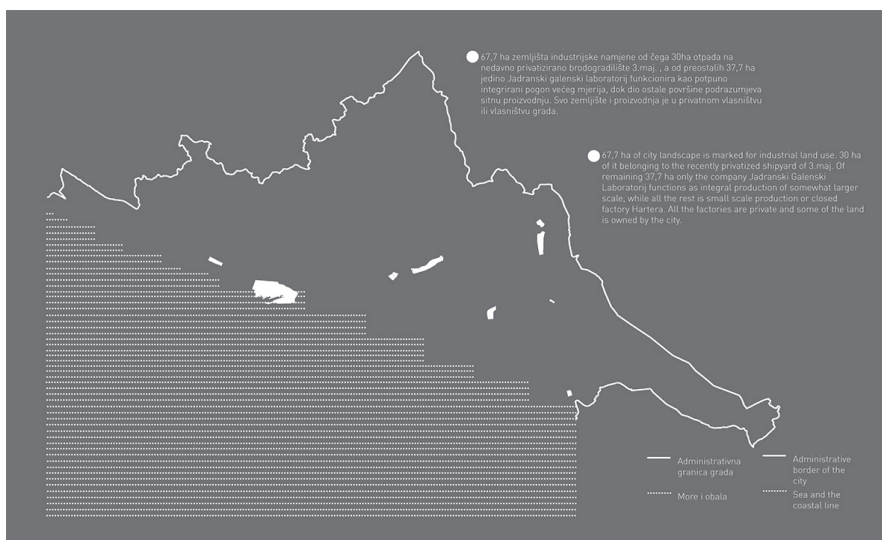 67,7 ha zemljišta industrijske namjene od čega 30ha otpada na
nedavno privatizirano brodogradilište 3.maj. , a od preostalih 37,7 ha
jedino Jadranski galenski laboratorij funkcionira kao potpuno
integrirani pogon većeg mjerija, dok dio ostale površine podrazumjeva
sitnu proizvodnju. Svo zemljište i proizvodnja je u privatnom vlasništvu
ili vlasništvu grada.
67,7 ha of city landscape is marked for industrial land use. 30 ha
of it belonging to the recently privatized shipyard of 3.maj. Of
remaining 37,7 ha only the company Jadranski Galenski
Laboratorij functions as integral production of somewhat larger
scale, while all the rest is small scale production or closed
factory Hartera. All the factories are private and some of the land
is owned by the city.
Administrativna
granica grada
Administrative
border of the
city
More i obala
Sea and the
coastal line